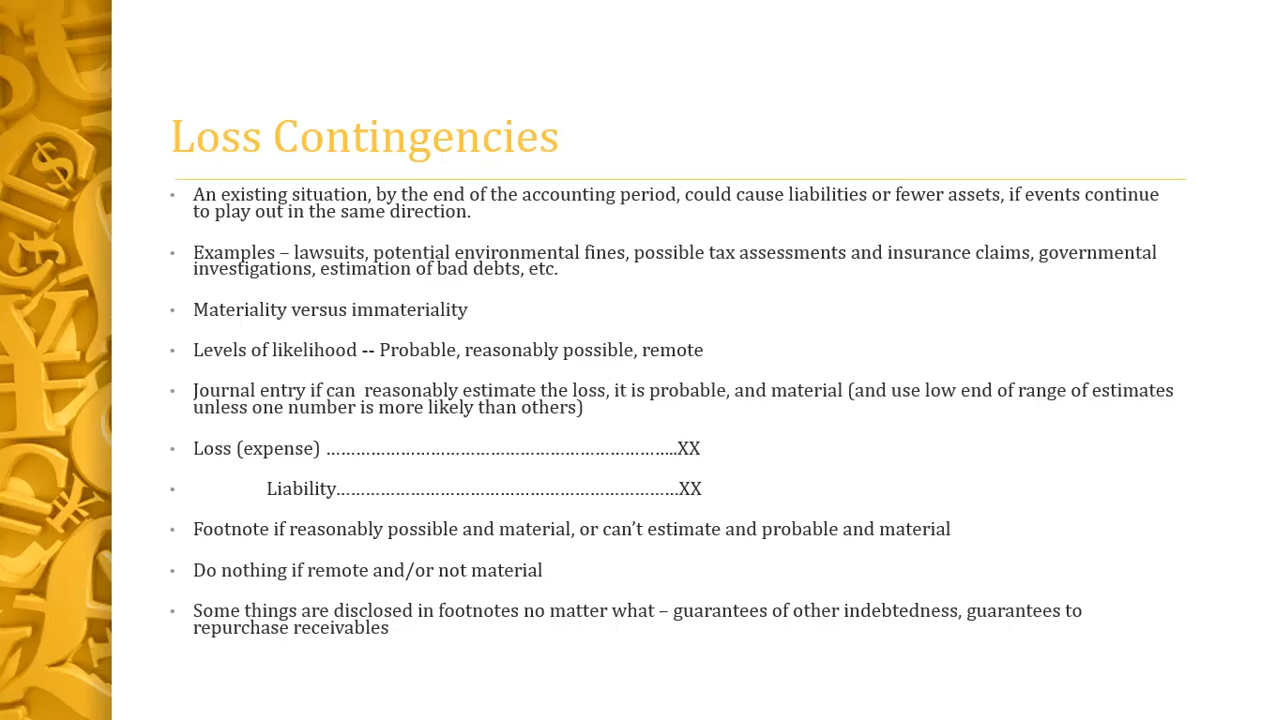 Loss Contingencies
• An existing situation, by the end of the accounting period, could cause liabilities or fewer assets, if events continue
to play out in the same direction.
• Examples – lawsuits, potential environmental fines, possible tax assessments and insurance claims, governmental
investigations, estimation of bad debts, etc.
• Materiality versus immateriality
• Levels of likelihood -- Probable, reasonably possible, remote
• Journal entry if can  reasonably estimate the loss, it is probable, and material (and use low end of range of estimates
unless one number is more likely than others)
• Loss (expense) ……………………………………………………………..XX
• Liability…………………………………………………………….XX
• Footnote if reasonably possible and material, or can’t estimate and probable and material
• Do nothing if remote and/or not material
• Some things are disclosed in footnotes no matter what – guarantees of other indebtedness, guarantees to
repurchase receivables